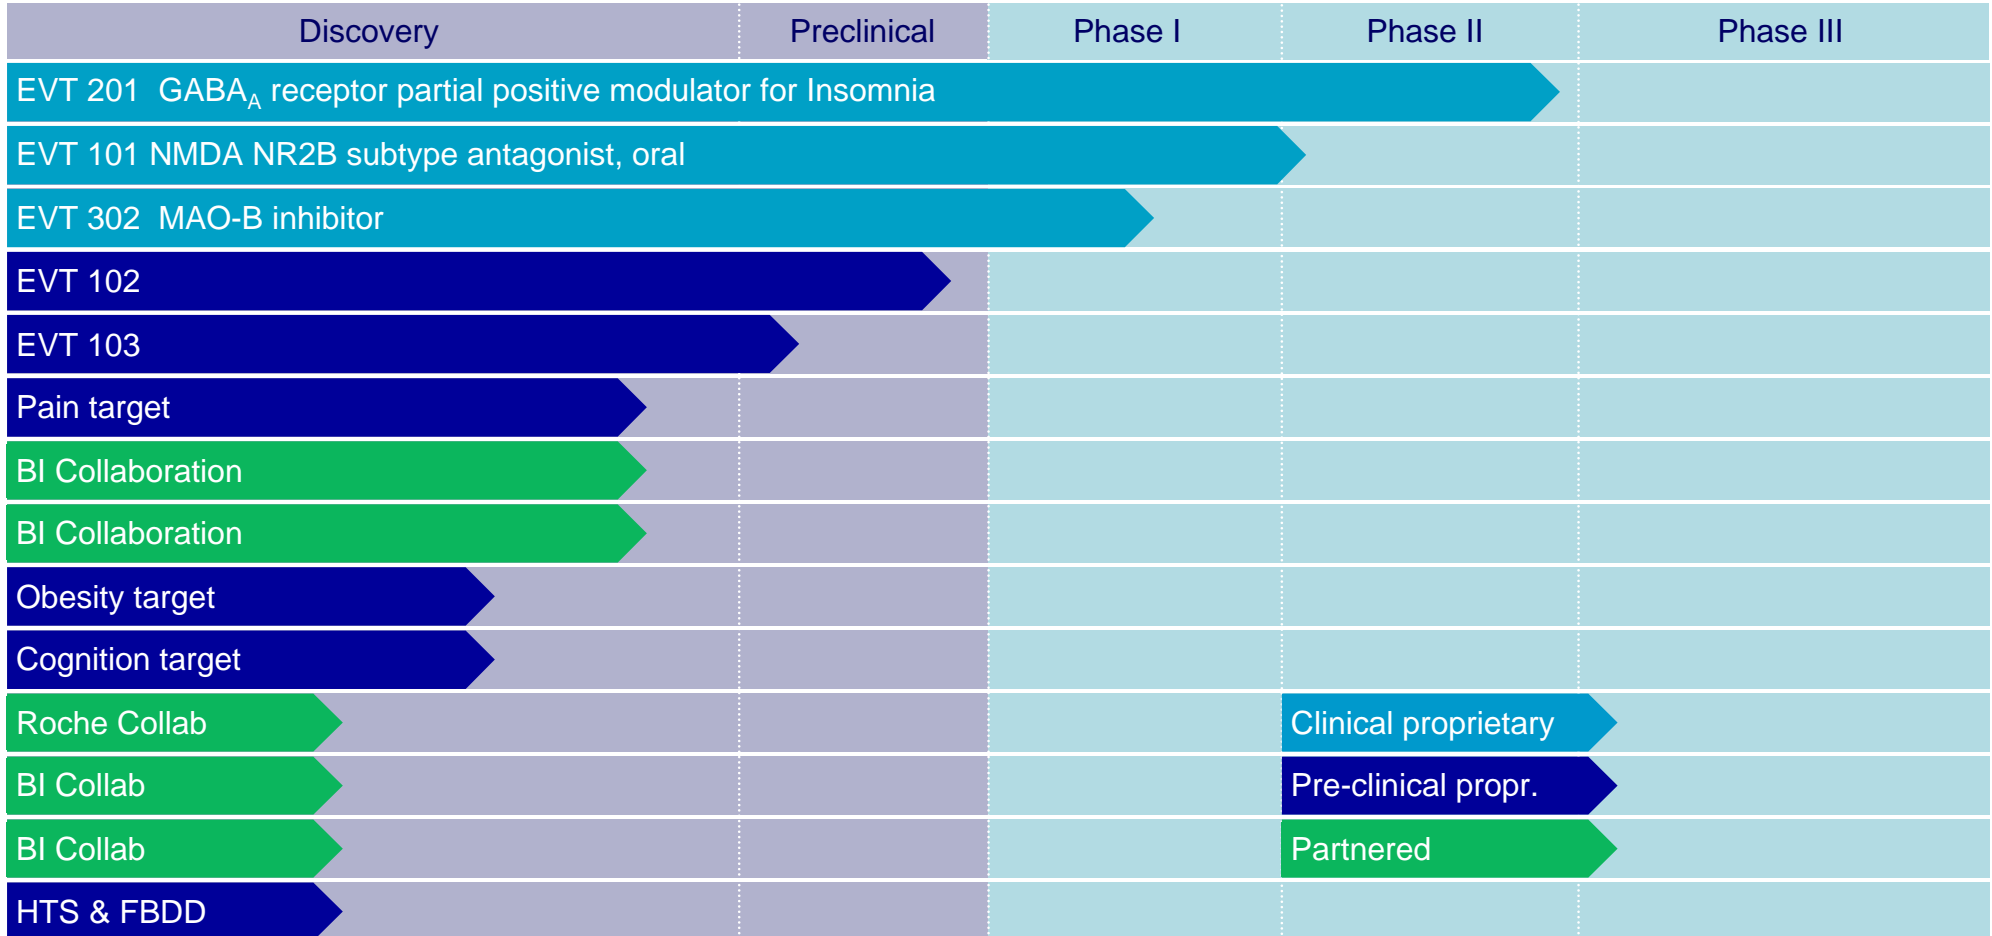 Discovery Preclinical Phase I Phase II Phase III
EVT 201 GABAA receptor partial positive modulator for Insomnia
EVT 101 NMDA NR2B subtype antagonist, oral
EVT 302 MAO-B inhibitor
EVT 102
EVT 103
Pain target
BI Collaboration
BI Collaboration
Obesity target
Cognition target
Roche Collab Clinical proprietary
BI Collab Pre-clinical propr.
BI Collab Partnered
HTS & FBDD